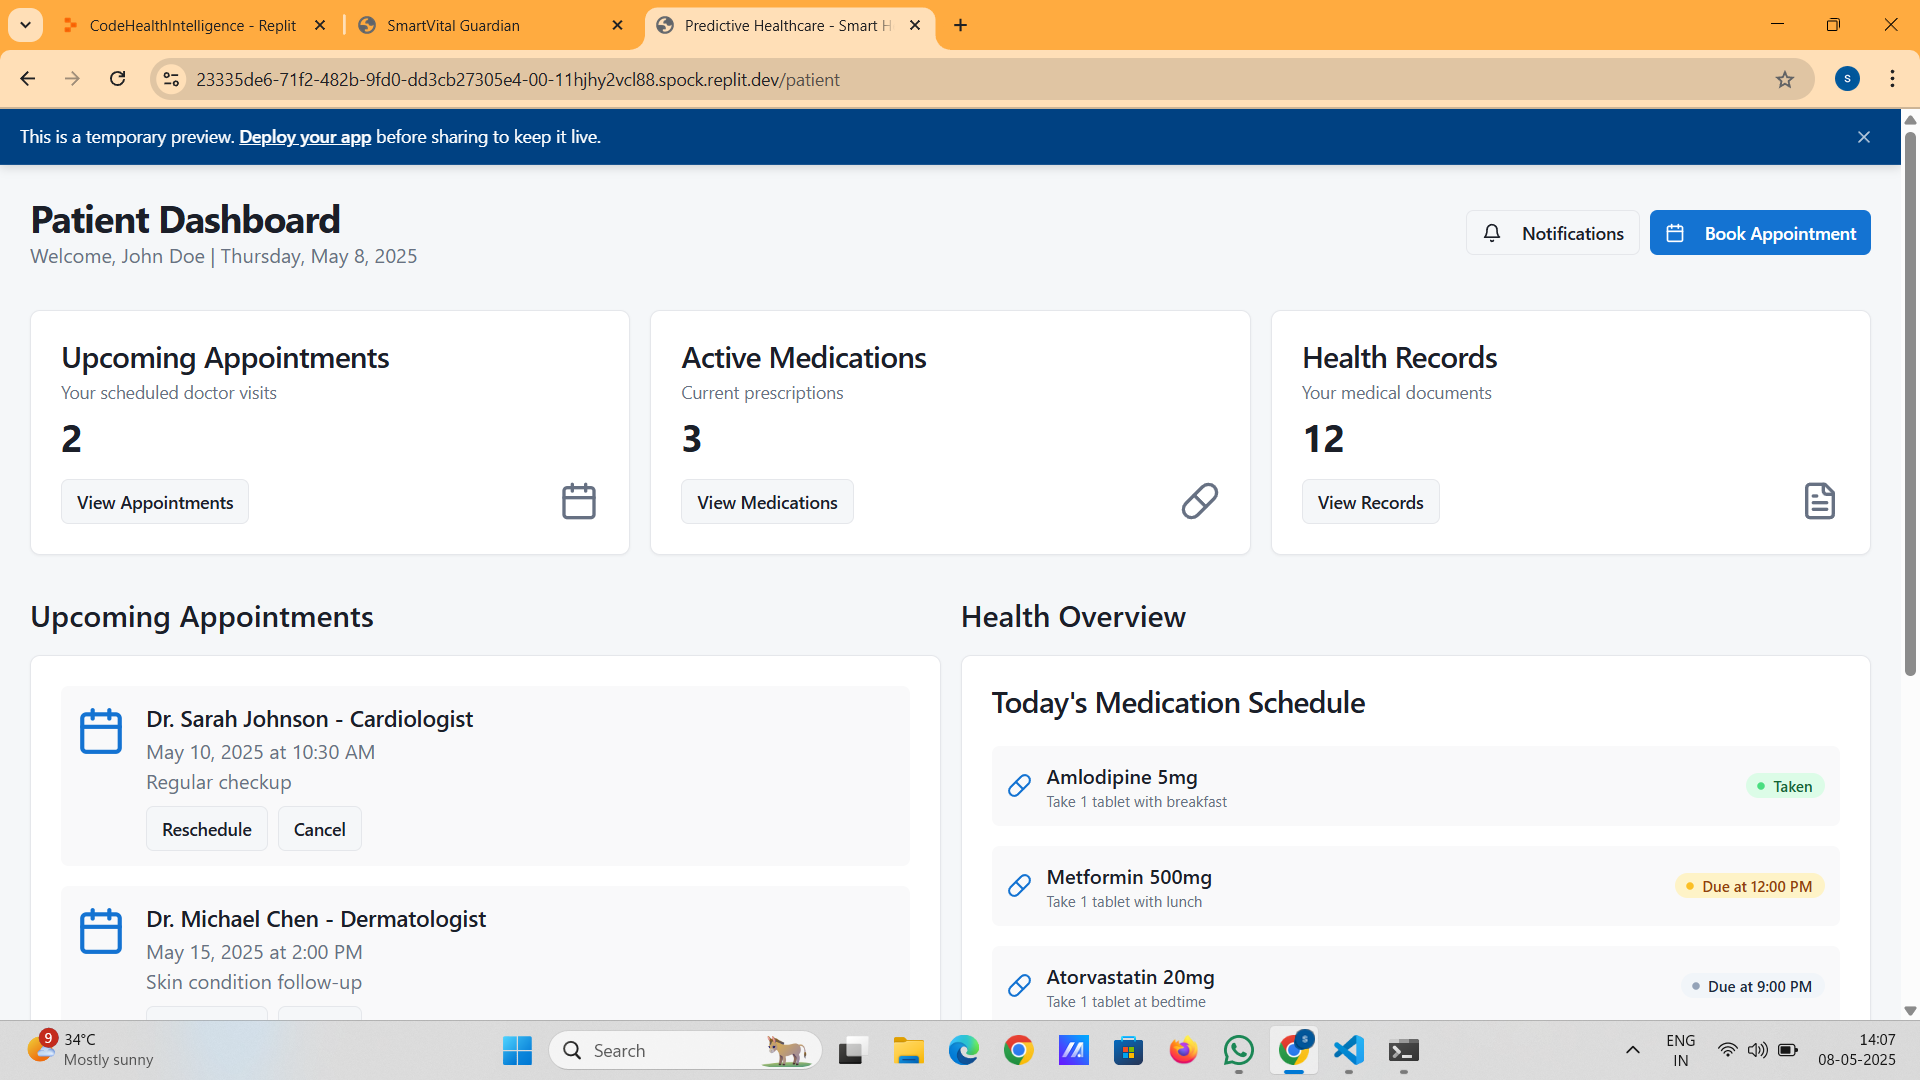 CodeHealthIntelligence - Replit
SmartVital Guardian
Predictive Healthcare - Smart H
23335de6-71f2-482b-9fd0-dd3cb27305e4-00-11hjhy2vcl88.spock.replit.dev/patient
S
This is a temporary preview. Deploy your app before sharing to keep it live.
Patient Dashboard
Welcome, John Doe | Thursday, May 8, 2025
Notifications
Book Appointment
Upcoming Appointments
Your scheduled doctor visits
2
View Appointments
Active Medications
Current prescriptions
3
View Medications
Health Records
Your medical documents
12
View Records
Upcoming Appointments
Dr. Sarah Johnson - Cardiologist
May 10, 2025 at 10:30 AM
Regular checkup
Reschedule
Cancel
Dr. Michael Chen - Dermatologist
May 15, 2025 at 2:00 PM
Skin condition follow-up
Health Overview
Today's Medication Schedule
Amlodipine 5mg
Take 1 tablet with breakfast
Taken
Metformin 500mg
Take 1 tablet with lunch
Due at 12:00 PM
Atorvastatin 20mg
Take 1 tablet at bedtime
Due at 9:00 PM
9
34°C
Mostly sunny
Search
S
ENG
IN
14:07
08-05-2025